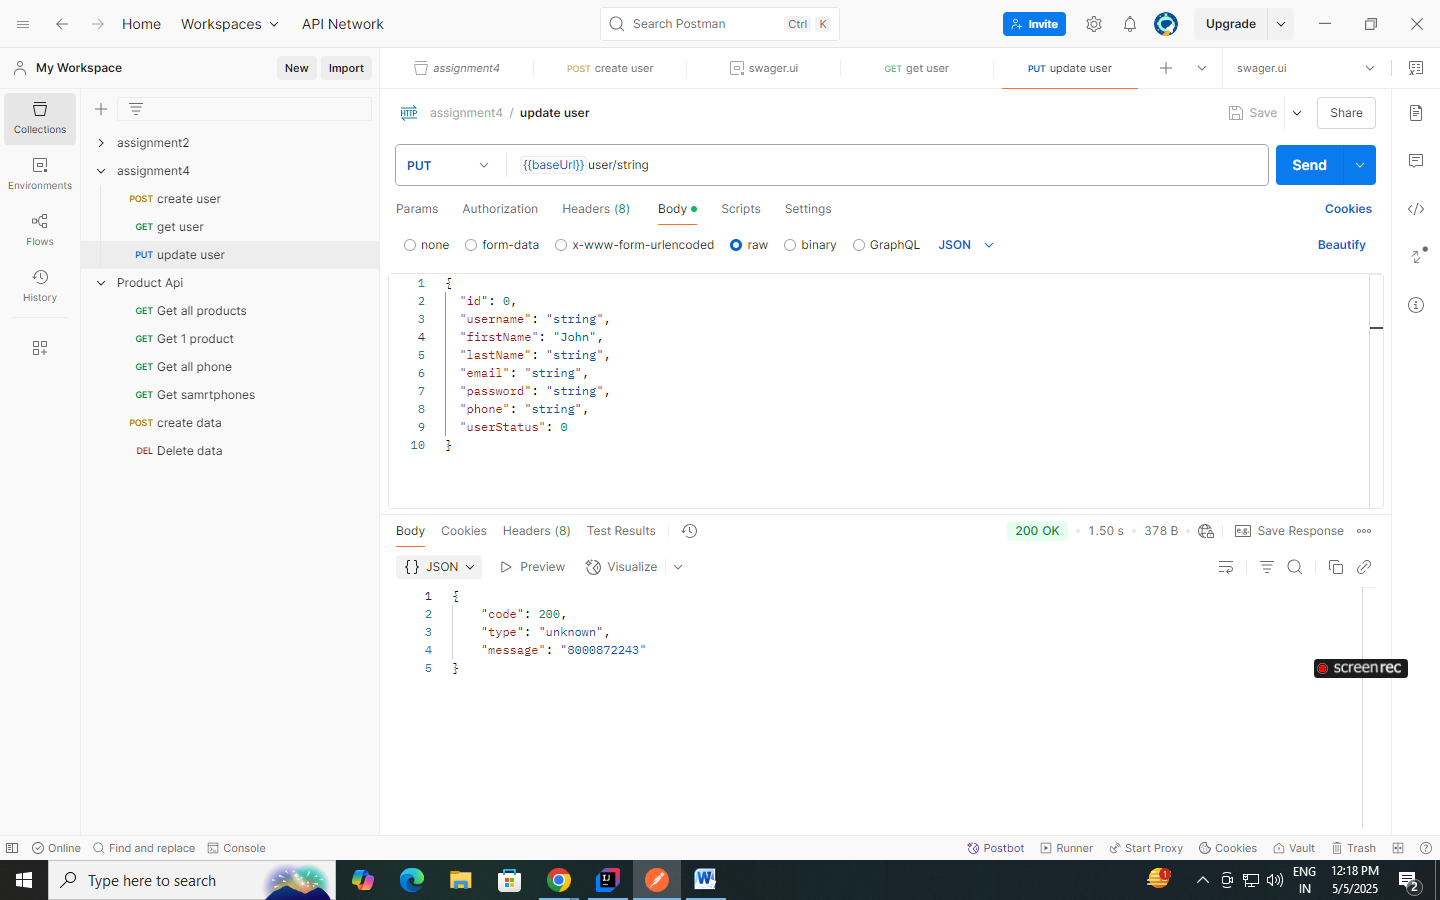 Home Workspaces API Network Search Postman Ctrl K Invite Upgrade
My Workspace New Import assignment4 POST create user swager.ui GET get user PUT update user swager.ui
Collections
Environments
Flows
History
assignment2
assignment4
POST create user
GET get user
PUT update user
Product Api
GET Get all products
GET Get 1 product
GET Get all phone
GET Get samrtphones
POST create data
DEL Delete data
HTTP assignment4 / update user Save Share
PUT {{baseUrl}} user/string Send
Params Authorization Headers (8) Body Scripts Settings Cookies
none form-data x-www-form-urlencoded raw binary GraphQL JSON Beautify
1 {
2 "id": 0,
3 "username": "string",
4 "firstName": "John",
5 "lastName": "string",
6 "email": "string",
7 "password": "string",
8 "phone": "string",
9 "userStatus": 0
10 }
Body Cookies Headers (8) Test Results 200 OK 1.50 s 378 B e.g. Save Response
{} JSON Preview Visualize
1 {
2 "code": 200,
3 "type": "unknown",
4 "message": "8000872243"
5 }
screenrec
Online Find and replace Console Postbot Runner Start Proxy Cookies Vault Trash
Type here to search
1
ENG
IN
12:18 PM
5/5/2025
2